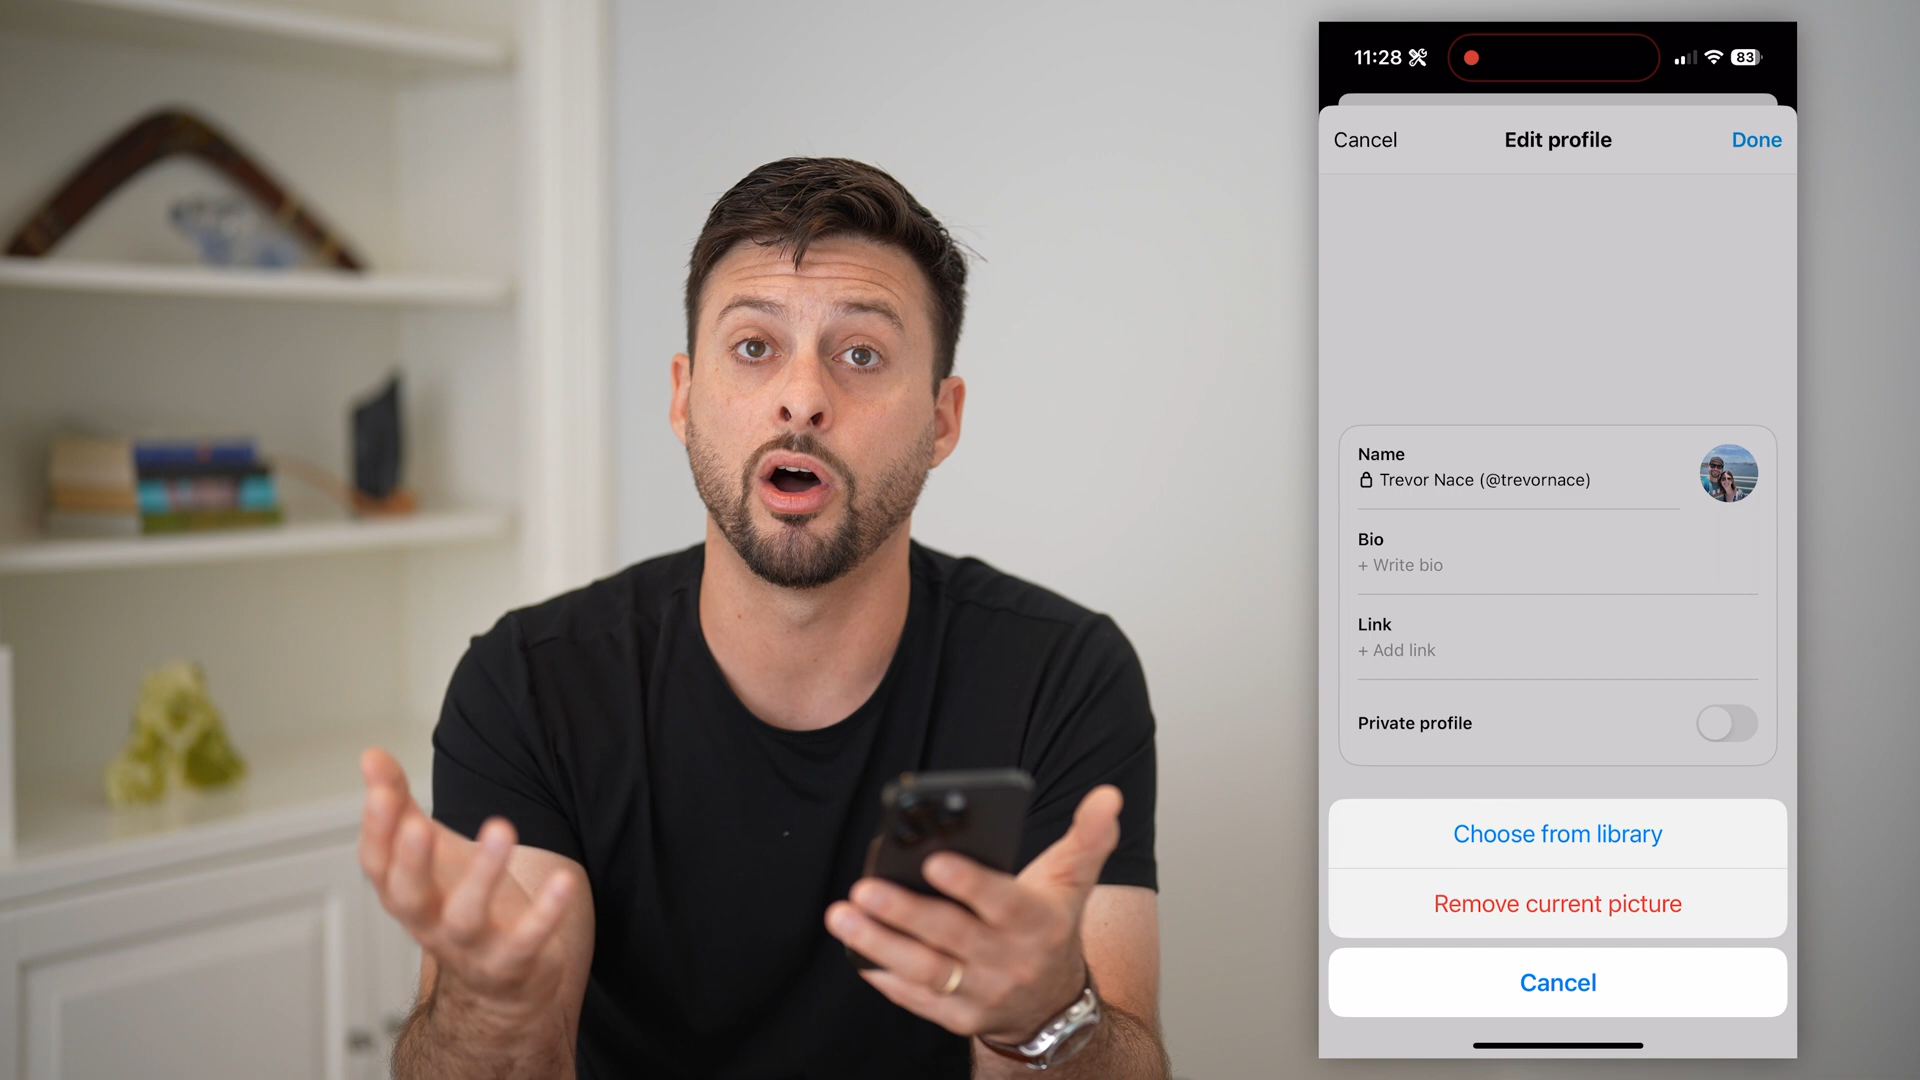 11:28
83
Cancel
Edit profile
Done
Name
Trevor Nace (@trevornace)
Bio
+ Write bio
Link
+ Add link
Private profile
Choose from library
Remove current picture
Cancel